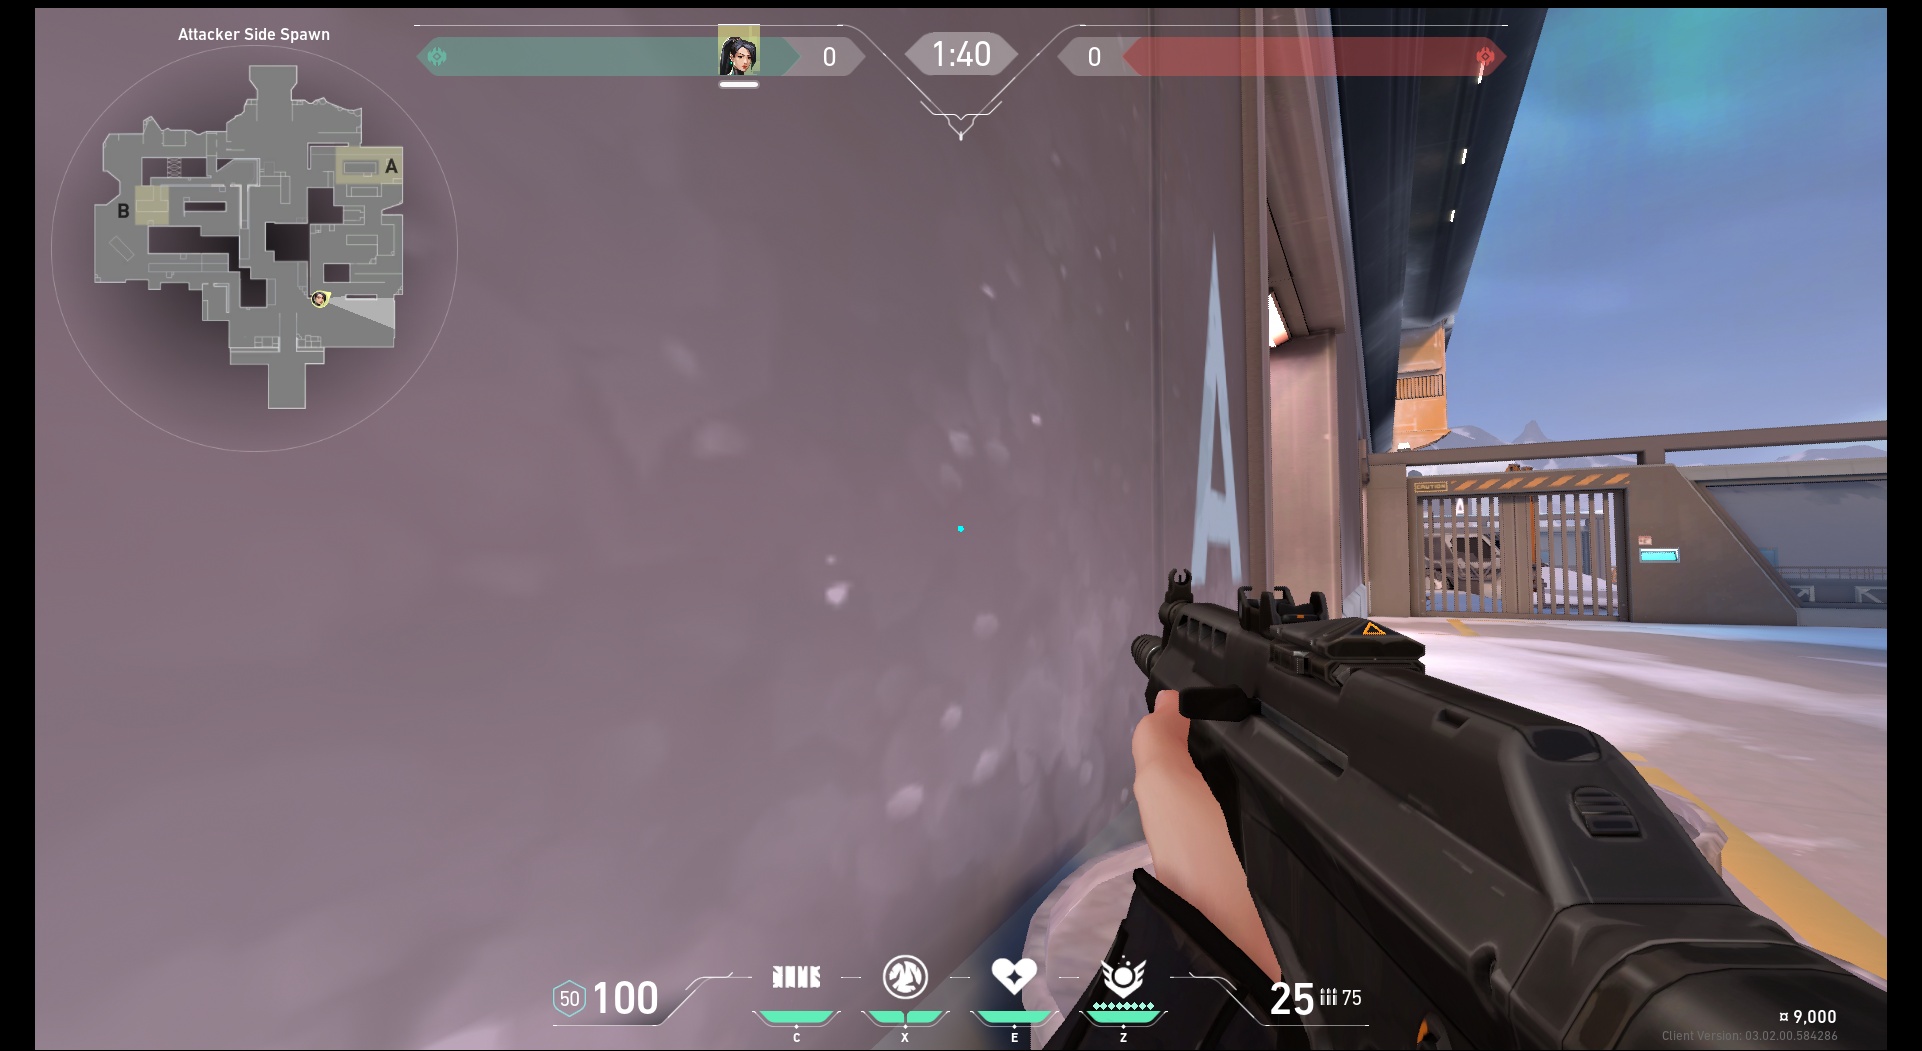 Attacker Side Spawn
0
1:40
0
A
B
A
CAUTION
A
50 100
25 75
C X E Z
¤ 9,000
Client Version: 03.02.00.584286